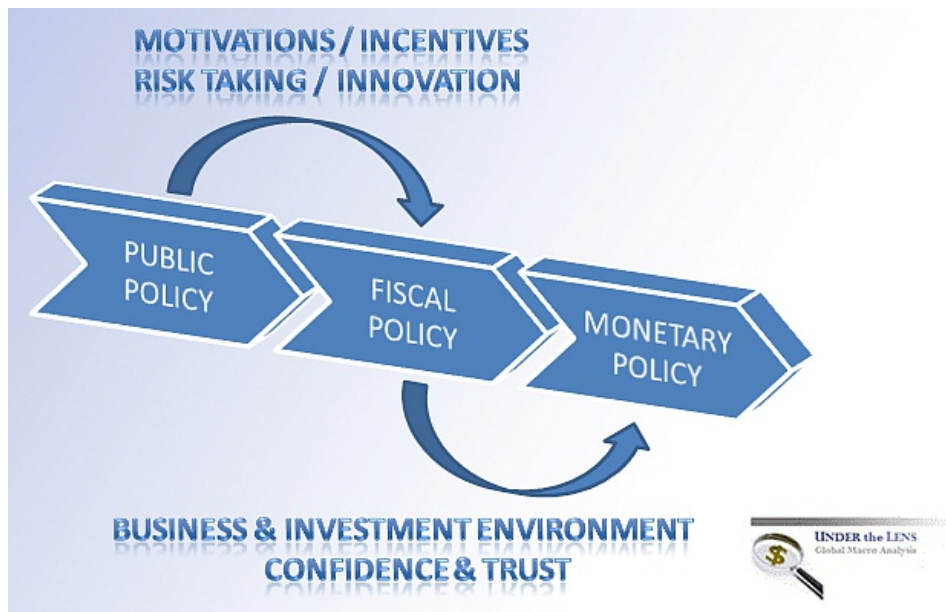 MOTIVATIONS / INCENTIVES
RISK TAKING / INNOVATION
PUBLIC
POLICY
FISCAL
POLICY
MONETARY
POLICY
BUSINESS & INVESTMENT ENVIRONMENT
CONFIDENCE & TRUST
$
UNDER the LENS
Global Macro Analysis